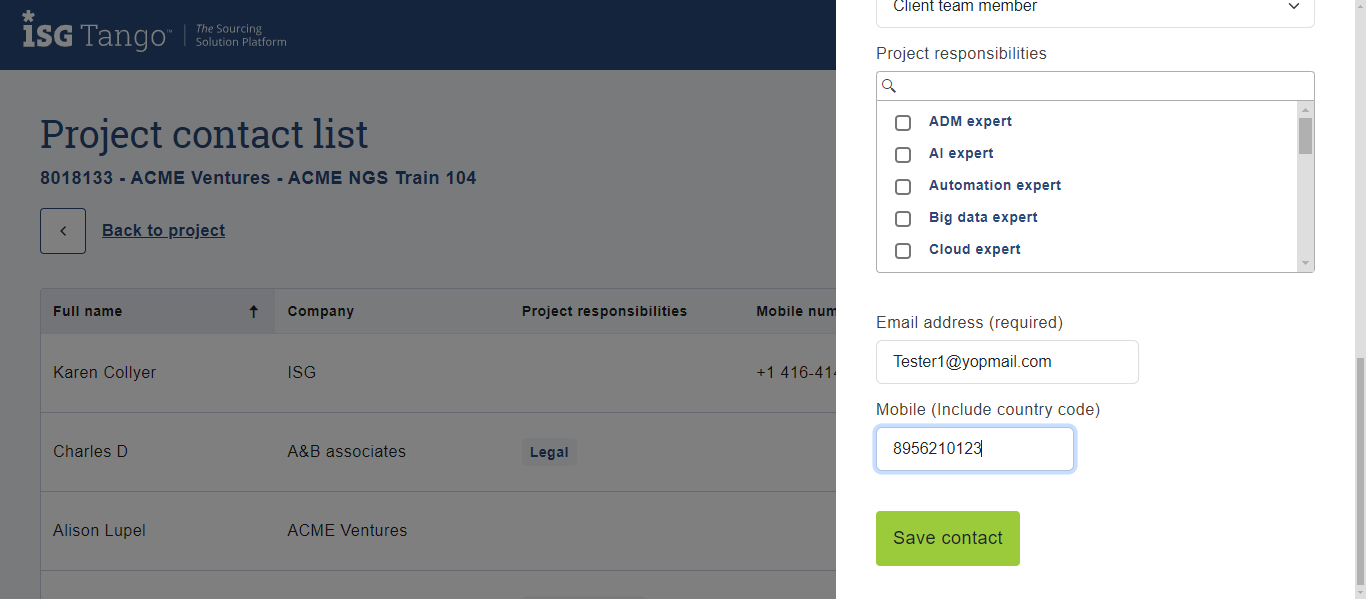 iSG Tango™ The Sourcing
Solution Platform
Project contact list
8018133 - ACME Ventures - ACME NGS Train 104
Back to project
Full name Company Project responsibilities Mobile num
Karen Collyer ISG +1 416-414
Charles D A&B associates Legal
Alison Lupel ACME Ventures
Client team member
Project responsibilities
ADM expert
AI expert
Automation expert
Big data expert
Cloud expert
Email address (required)
Tester1@yopmail.com
Mobile (Include country code)
8956210123
Save contact